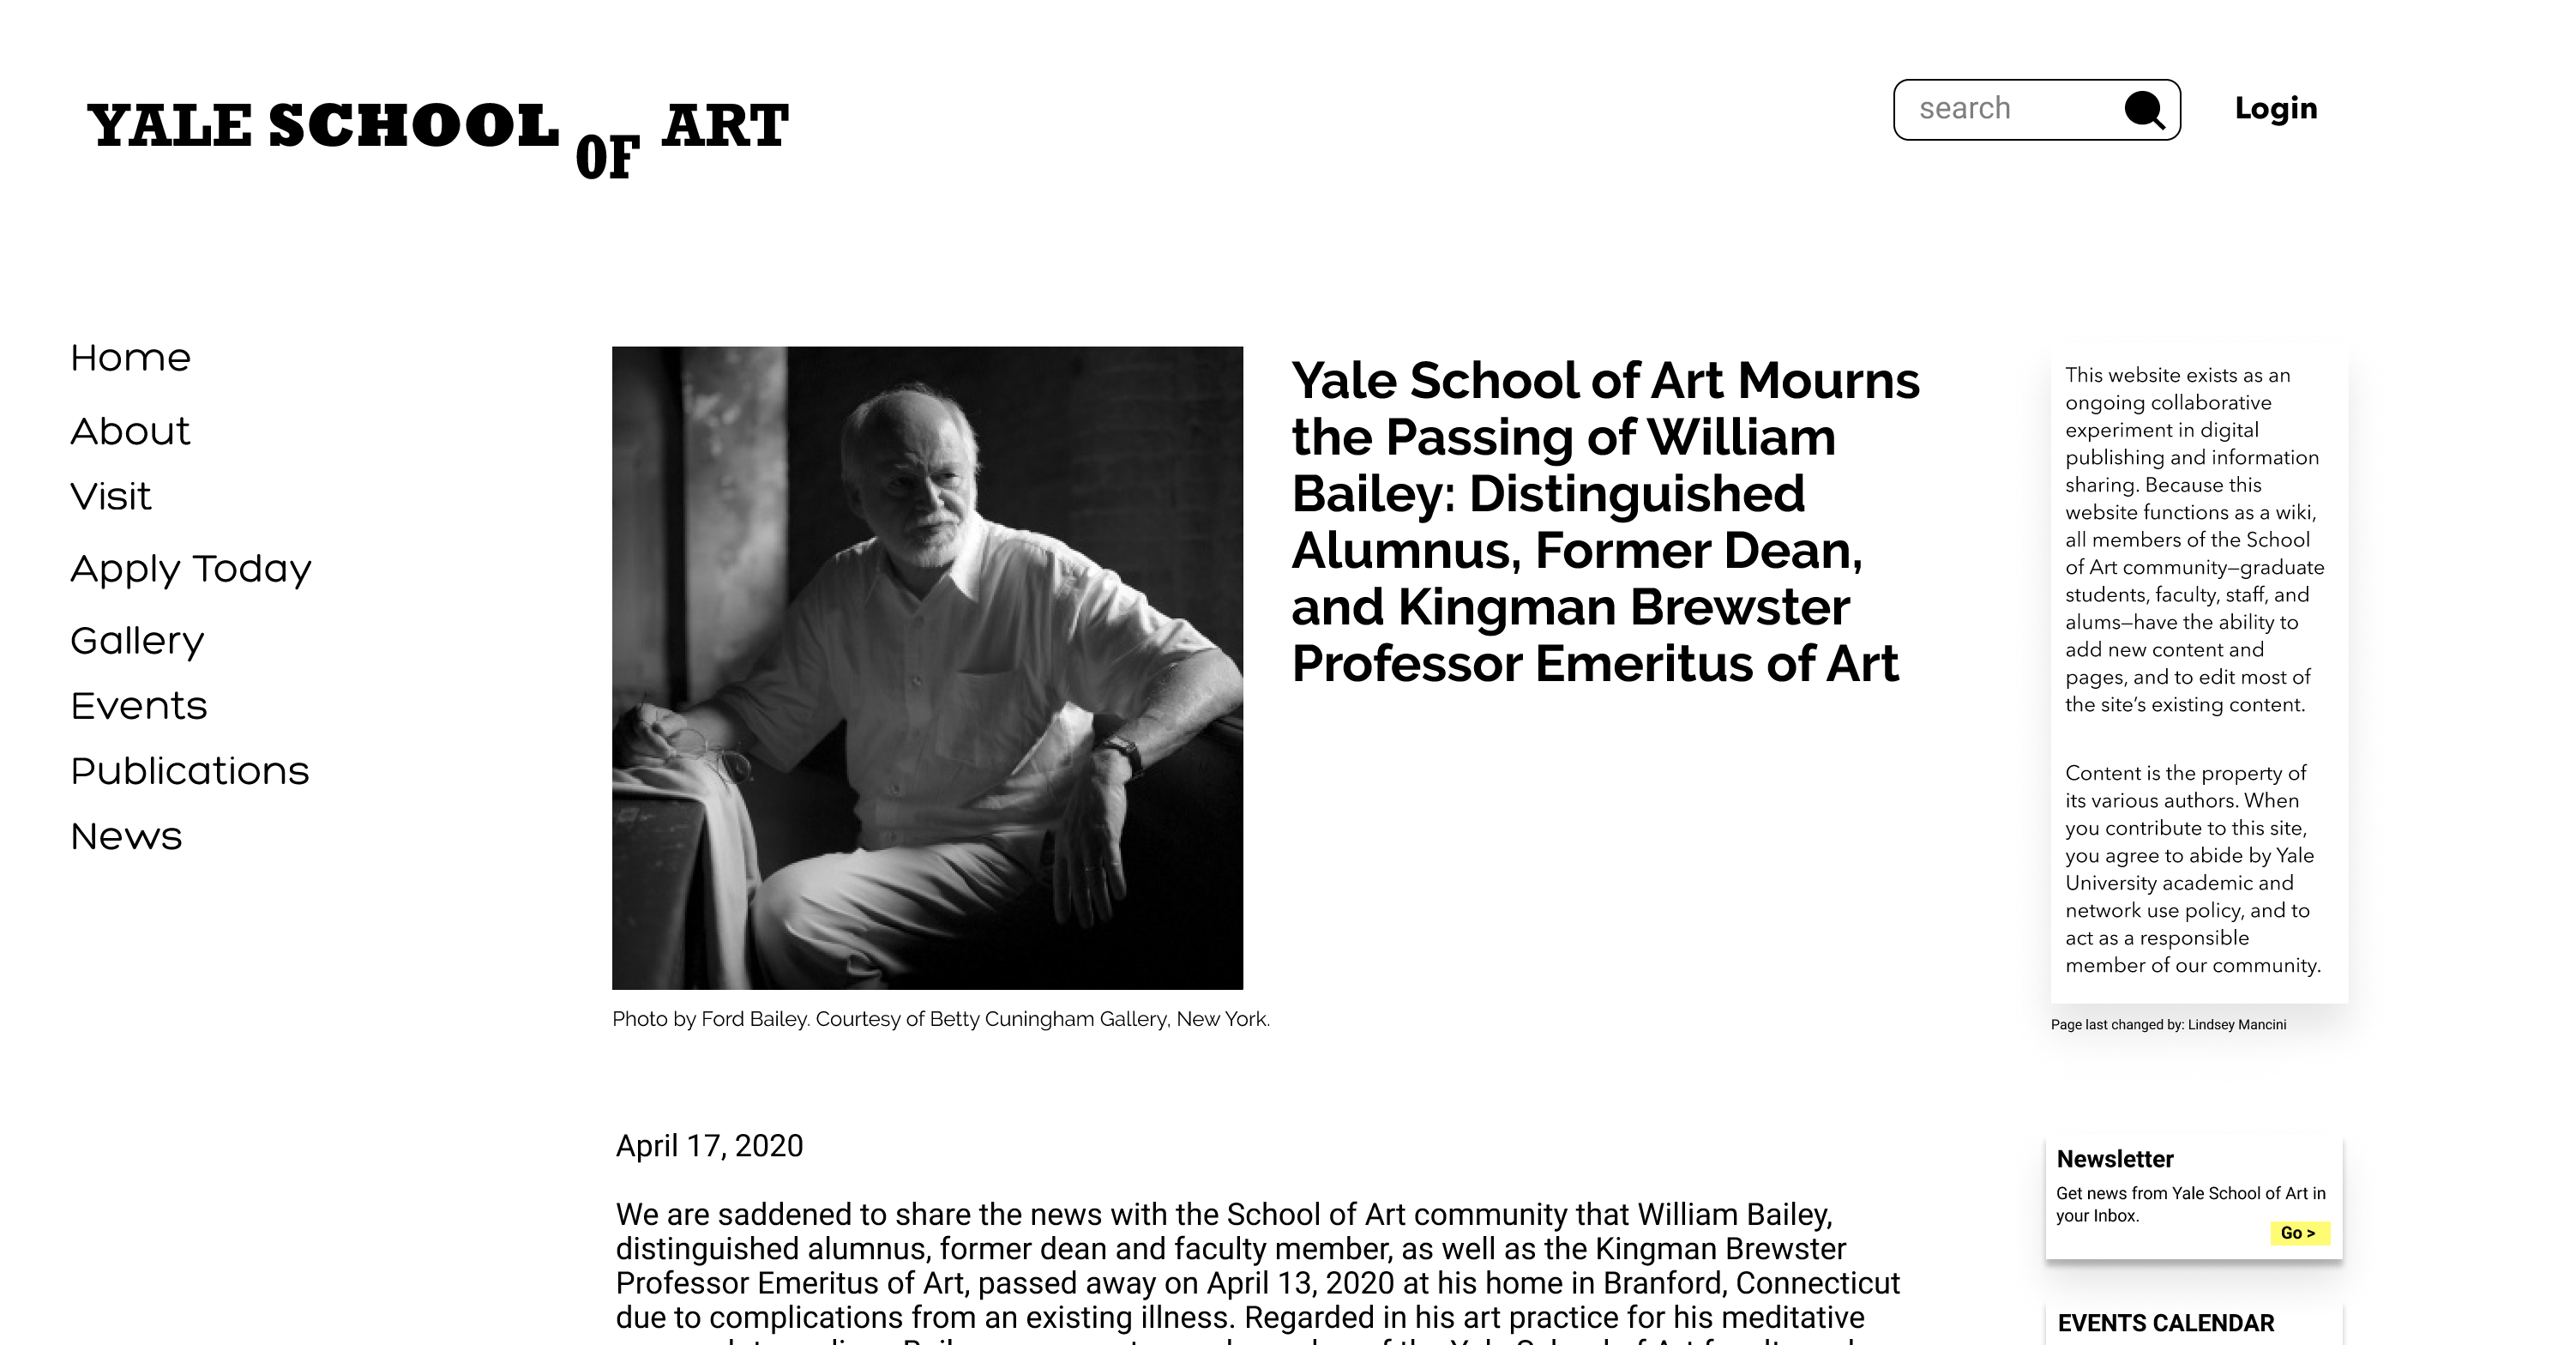 YALE SCHOOL OF ART
search
Login
Home
About
Visit
Apply Today
Gallery
Events
Publications
News
Yale School of Art Mourns
the Passing of William
Bailey: Distinguished
Alumnus, Former Dean,
and Kingman Brewster
Professor Emeritus of Art
Photo by Ford Bailey. Courtesy of Betty Cuningham Gallery, New York.
April 17, 2020
We are saddened to share the news with the School of Art community that William Bailey,
distinguished alumnus, former dean and faculty member, as well as the Kingman Brewster
Professor Emeritus of Art, passed away on April 13, 2020 at his home in Branford, Connecticut
due to complications from an existing illness. Regarded in his art practice for his meditative
This website exists as an
ongoing collaborative
experiment in digital
publishing and information
sharing. Because this
website functions as a wiki,
all members of the School
of Art community—graduate
students, faculty, staff, and
alums—have the ability to
add new content and
pages, and to edit most of
the site’s existing content.
Content is the property of
its various authors. When
you contribute to this site,
you agree to abide by Yale
University academic and
network use policy, and to
act as a responsible
member of our community.
Page last changed by: Lindsey Mancini
Newsletter
Get news from Yale School of Art in
your Inbox.
Go >
EVENTS CALENDAR